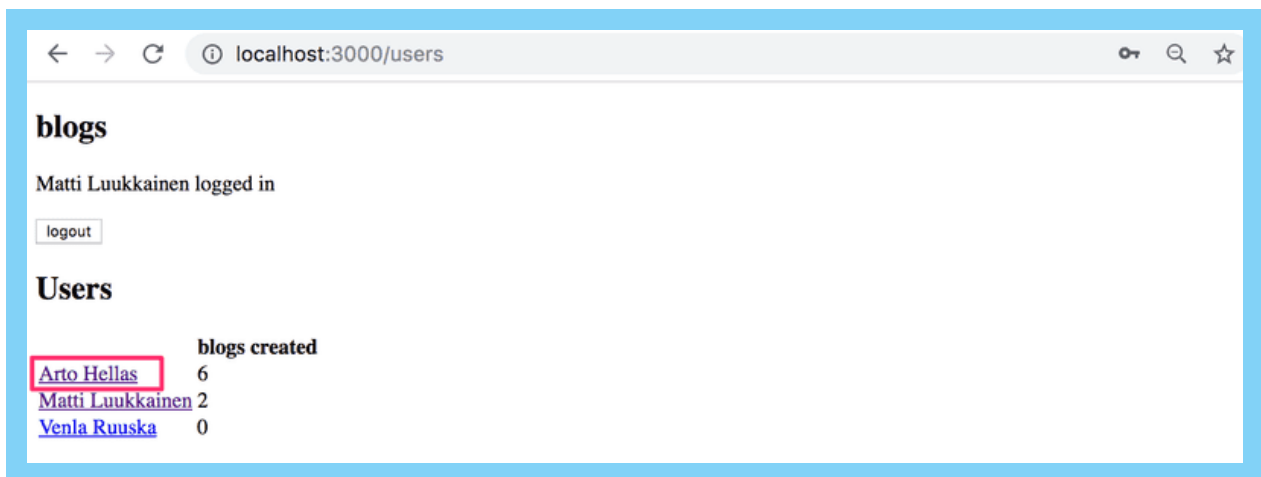 localhost:3000/users
blogs
Matti Luukkainen logged in
logout
Users
blogs created
Arto Hellas 6
Matti Luukkainen 2
Venla Ruuska 0